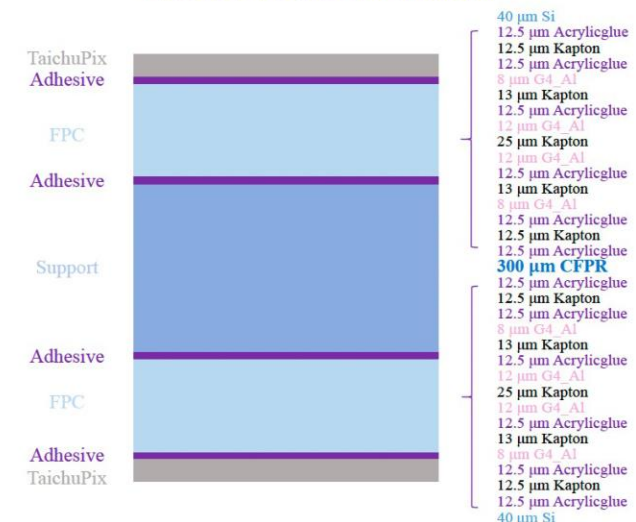 TaichuPix
Adhesive
FPC
Adhesive
Support
Adhesive
FPC
Adhesive
TaichuPix
40 μm Si
12.5 μm Acrylicglue
12.5 μm Kapton
12.5 μm Acrylicglue
8 μm G4_Al
13 μm Kapton
12.5 μm Acrylicglue
12 μm G4_Al
25 μm Kapton
12 μm G4_Al
12.5 μm Acrylicglue
13 μm Kapton
8 μm G4_Al
12.5 μm Acrylicglue
12.5 μm Kapton
12.5 μm Acrylicglue
300 μm CFPR
12.5 μm Acrylicglue
12.5 μm Kapton
12.5 μm Acrylicglue
8 μm G4_Al
13 μm Kapton
12.5 μm Acrylicglue
12 μm G4_Al
25 μm Kapton
12 μm G4_Al
12.5 μm Acrylicglue
13 μm Kapton
8 μm G4_Al
12.5 μm Acrylicglue
12.5 μm Kapton
12.5 μm Acrylicglue
40 μm Si